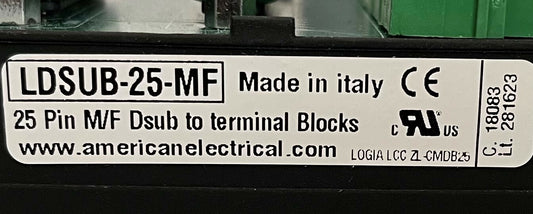 LDSUB-25-MF Made in italy CE
25 Pin M/F Dsub to terminal Blocks
c RU US
www.americanelectrical.com
LOGIA LCC ZL-CMDB25
C. 18083
Lt. 281623